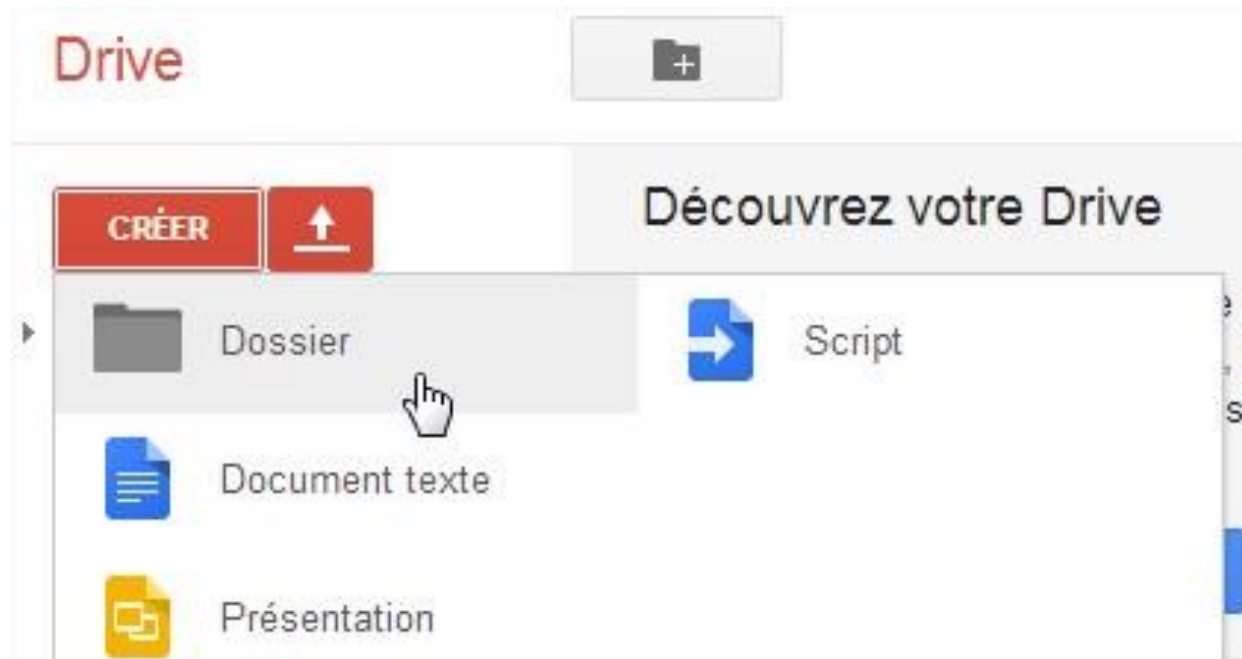 Drive
CRÉER
Découvrez votre Drive
Dossier
Script
Document texte
Présentation